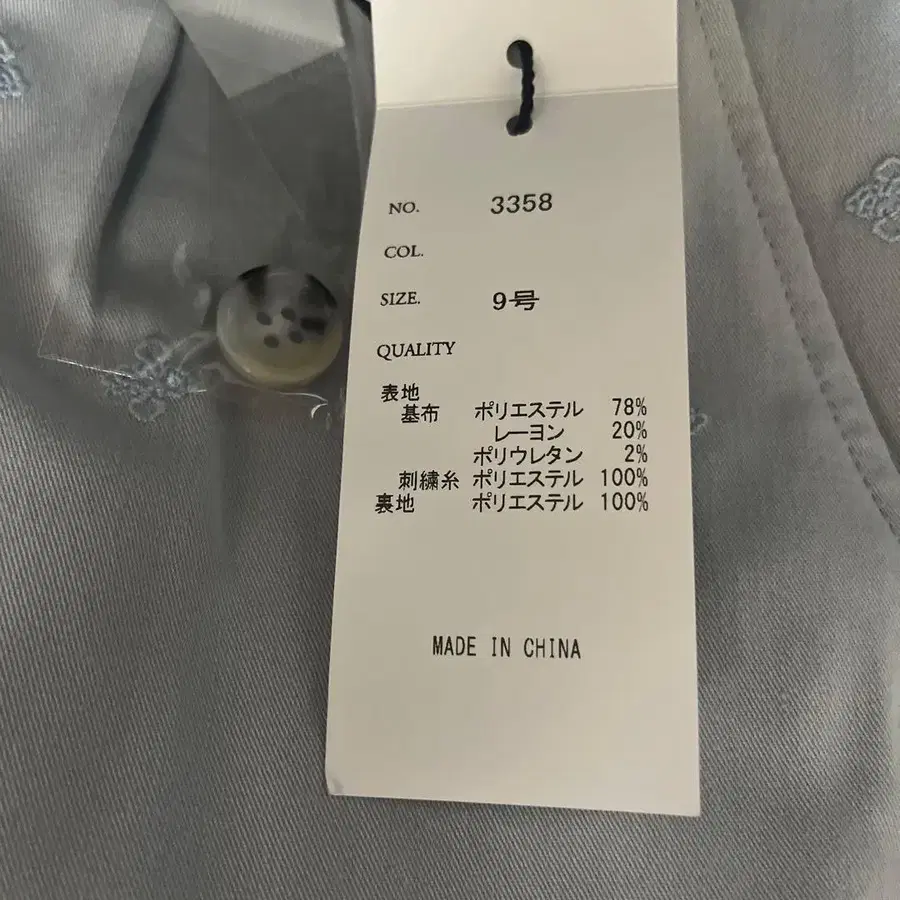 NO. 3358
COL.
SIZE. 9号
QUALITY
表地
基布 ポリエステル 78%
レーヨン 20%
ポリウレタン 2%
刺繍糸 ポリエステル 100%
裏地 ポリエステル 100%
MADE IN CHINA